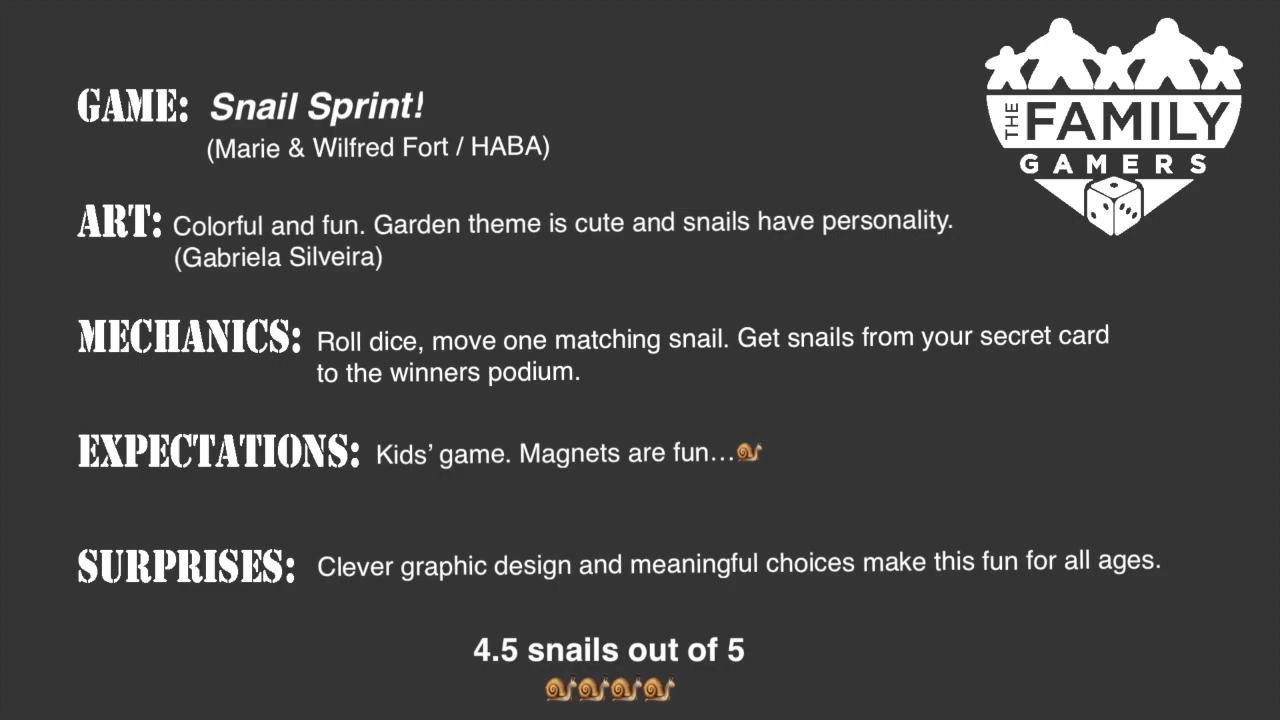 GAME: Snail Sprint!
(Marie & Wilfred Fort / HABA)
THE FAMILY
GAMERS
ART: Colorful and fun. Garden theme is cute and snails have personality.
(Gabriela Silveira)
MECHANICS: Roll dice, move one matching snail. Get snails from your secret card
to the winners podium.
EXPECTATIONS: Kids’ game. Magnets are fun…🐌
SURPRISES: Clever graphic design and meaningful choices make this fun for all ages.
4.5 snails out of 5
🐌🐌🐌🐌